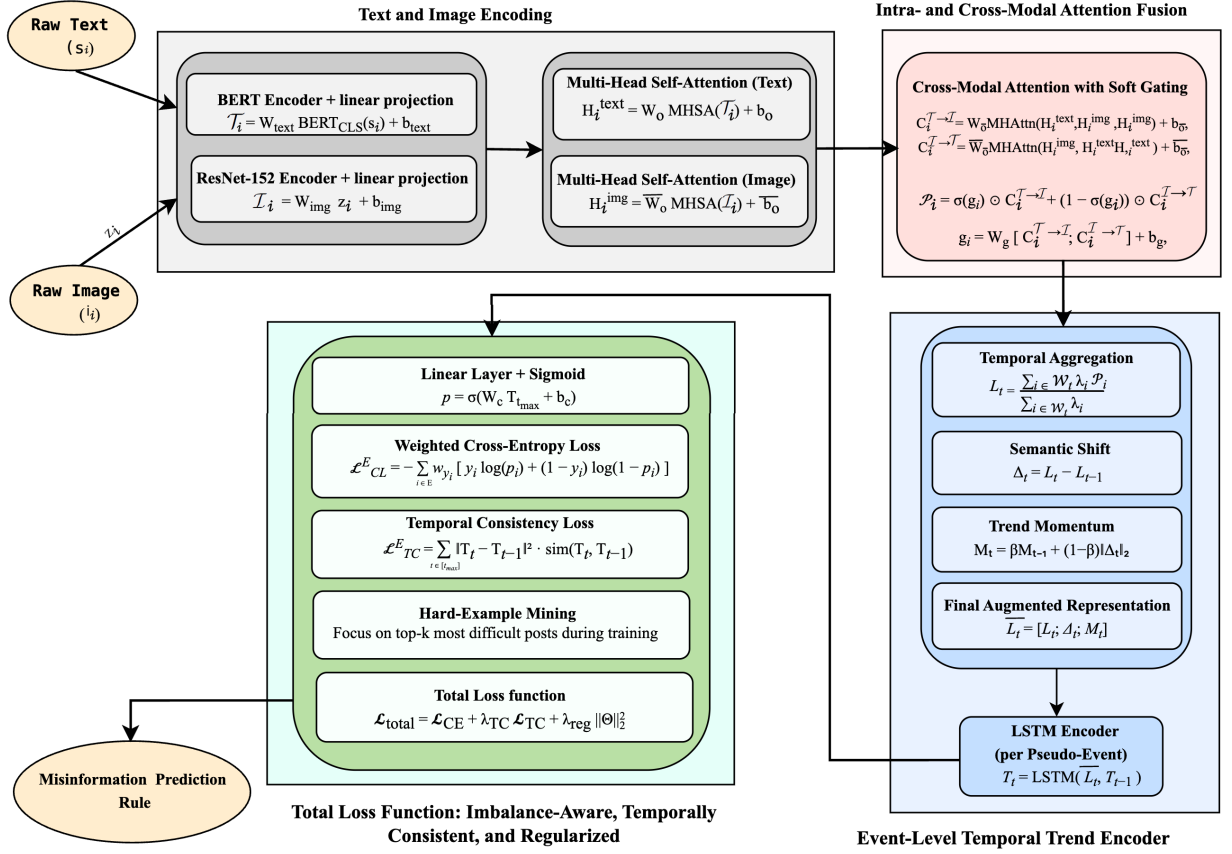 Raw Text
(sᵢ)
Text and Image Encoding
BERT Encoder + linear projection
𝒯ᵢ = W_text BERT_CLS(sᵢ) + b_text
ResNet-152 Encoder + linear projection
ℐᵢ = W_img zᵢ + b_img
Multi-Head Self-Attention (Text)
Hᵢ^text = W_o MHSA(𝒯ᵢ) + b_o
Multi-Head Self-Attention (Image)
Hᵢ^img = W̅_o MHSA(ℐᵢ) + b̅_o
zᵢ
Raw Image
(iᵢ)
Intra- and Cross-Modal Attention Fusion
Cross-Modal Attention with Soft Gating
Cᵢ^{𝒯→ℐ} = W_ō MHAttn(Hᵢ^text, Hᵢ^img, Hᵢ^img) + b_ō,
Cᵢ^{ℐ→𝒯} = W̅_ō MHAttn(Hᵢ^img, Hᵢ^text H,ᵢ^text) + b̅_ō,
𝒫ᵢ = σ(gᵢ) ⊙ Cᵢ^{𝒯→ℐ} + (1 − σ(gᵢ)) ⊙ Cᵢ^{ℐ→𝒯}
gᵢ = W_g [ Cᵢ^{𝒯→ℐ}; Cᵢ^{ℐ→𝒯} ] + b_g,
Temporal Aggregation
L_t = ∑_{i ∈ 𝒲_t} λᵢ 𝒫ᵢ
∑_{i ∈ 𝒲_t} λᵢ
Semantic Shift
Δ_t = L_t − L_{t−1}
Trend Momentum
Mₜ = βMₜ₋₁ + (1−β)‖Δₜ‖₂
Final Augmented Representation
L̅_t = [L_t; Δ_t; M_t]
LSTM Encoder
(per Pseudo-Event)
T_t = LSTM( L̅_t, T_{t−1} )
Event-Level Temporal Trend Encoder
Linear Layer + Sigmoid
p = σ(W_c T_{t_max} + b_c)
Weighted Cross-Entropy Loss
ℒ^E_CL = − ∑_{i ∈ E} w_{yᵢ} [ yᵢ log(pᵢ) + (1 − yᵢ) log(1 − pᵢ) ]
Temporal Consistency Loss
ℒ^E_TC = ∑_{t ∈ [t_max]} ‖T_t − T_{t−1}‖² · sim(T_t, T_{t−1})
Hard-Example Mining
Focus on top-k most difficult posts during training
Total Loss function
ℒ_total = ℒ_CE + λ_TC ℒ_TC + λ_reg ||Θ||²₂
Total Loss Function: Imbalance-Aware, Temporally
Consistent, and Regularized
Misinformation Prediction
Rule